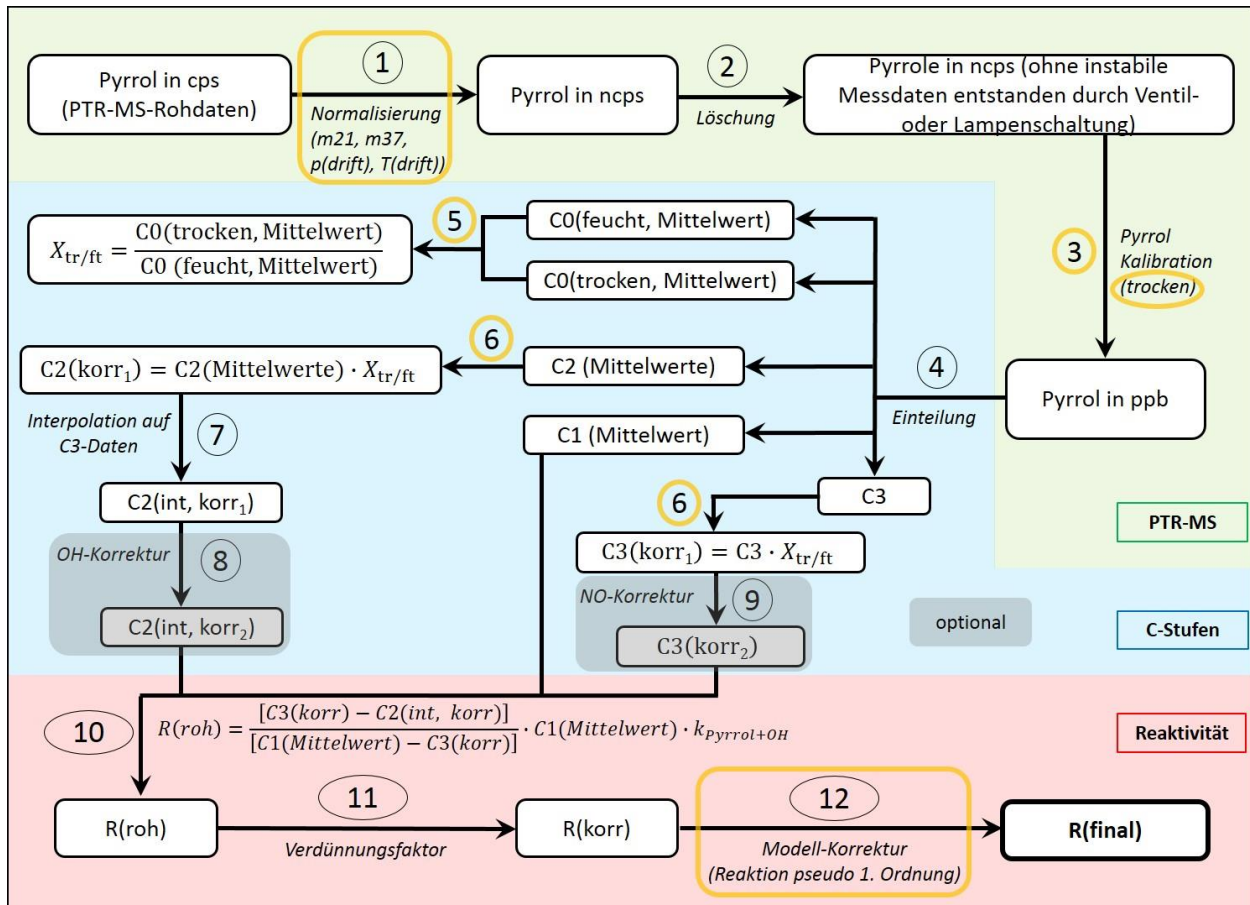 Pyrrol in cps
(PTR-MS-Rohdaten)
1
Normalisierung
(m21, m37,
p(drift), T(drift))
Pyrrol in ncps
2
Löschung
Pyrrole in ncps (ohne instabile
Messdaten entstanden durch Ventil-
oder Lampenschaltung)
3
Pyrrol
Kalibration
(trocken)
Pyrrol in ppb
4
Einteilung
C0(feucht, Mittelwert)
C0(trocken, Mittelwert)
5
X_tr/ft = C0(trocken, Mittelwert) / C0 (feucht, Mittelwert)
C2 (Mittelwerte)
6
C2(korr₁) = C2(Mittelwerte) · X_tr/ft
C1 (Mittelwert)
Interpolation auf
C3-Daten
7
C3
6
C2(int, korr₁)
C3(korr₁) = C3 · X_tr/ft
PTR-MS
OH-Korrektur
8
NO-Korrektur
9
C2(int, korr₂)
C3(korr₂)
optional
C-Stufen
10
R(roh) = [C3(korr) − C2(int, korr)] / [C1(Mittelwert) − C3(korr)] · C1(Mittelwert) · k_Pyrrol+OH
Reaktivität
R(roh)
11
Verdünnungsfaktor
R(korr)
12
Modell-Korrektur
(Reaktion pseudo 1. Ordnung)
R(final)